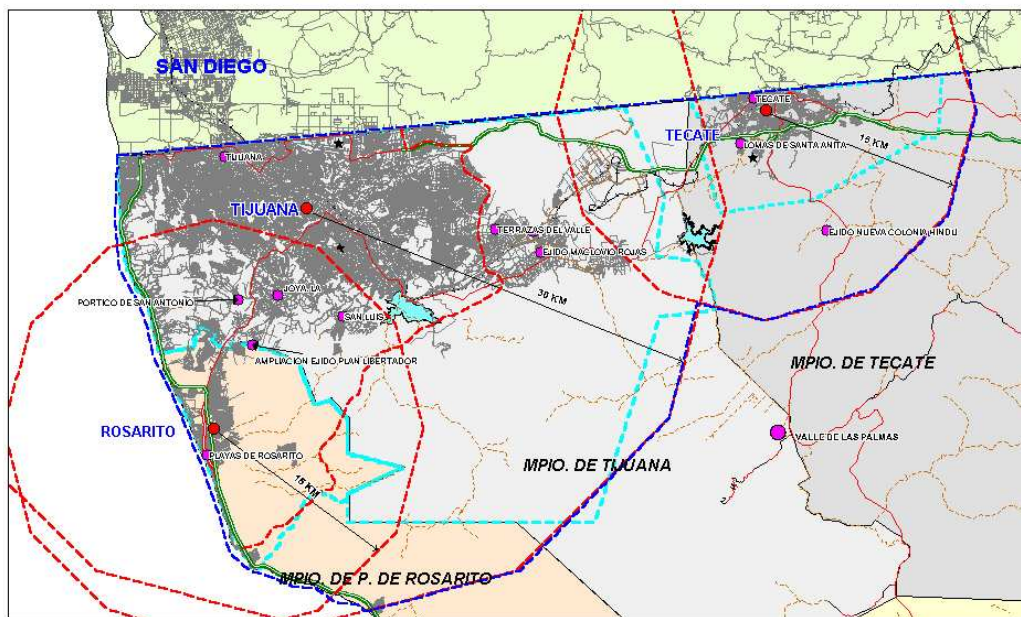 SAN DIEGO
TECATE
TECATE
LOMAS DE SANTA ANITA
15 KM
TIJUANA
TIJUANA
TERRAZAS DEL VALLE
EJIDO NUEVA COLONIA HINDU
EJIDO MACLOVIO ROJAS
JOYA, LA
PORTICO DE SAN ANTONIO
30 KM
SAN LUIS
AMPLIACION EJIDO PLAN LIBERTADOR
MPIO. DE TECATE
ROSARITO
VALLE DE LAS PALMAS
PLAYAS DE ROSARITO
MPIO. DE TIJUANA
15 KM
MPIO. DE P. DE ROSARITO